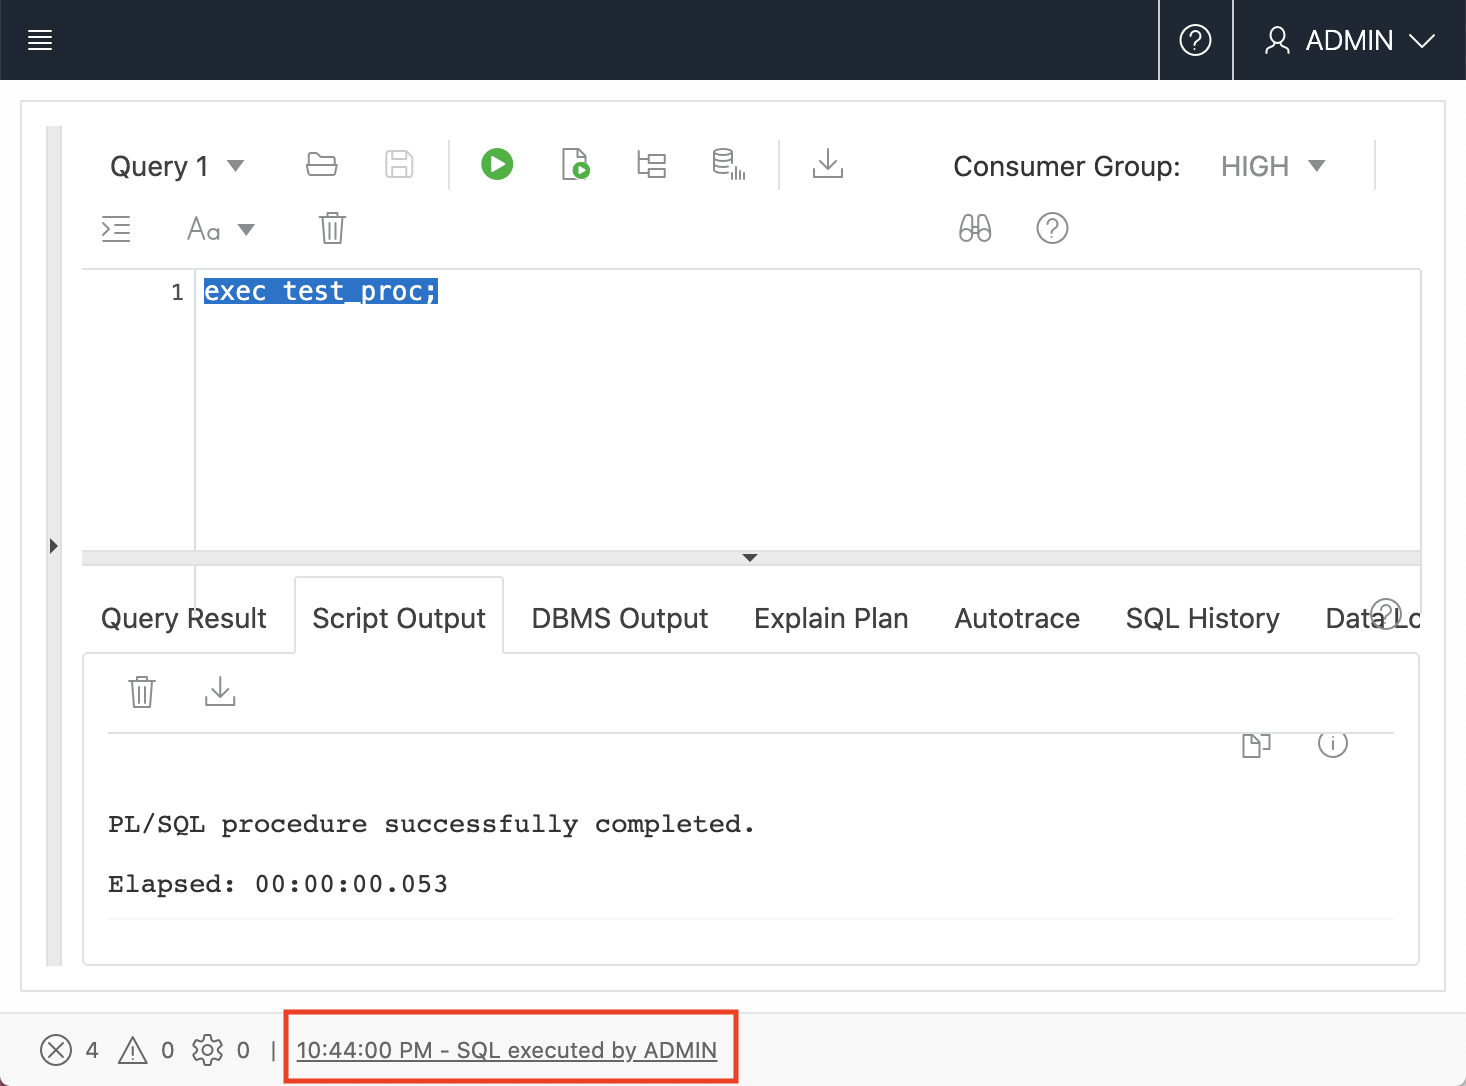 ADMIN
Query 1
Consumer Group: HIGH
Aa
1 exec test_proc;
Query Result Script Output DBMS Output Explain Plan Autotrace SQL History Data Lo
PL/SQL procedure successfully completed.
Elapsed: 00:00:00.053
4 0 0 | 10:44:00 PM - SQL executed by ADMIN